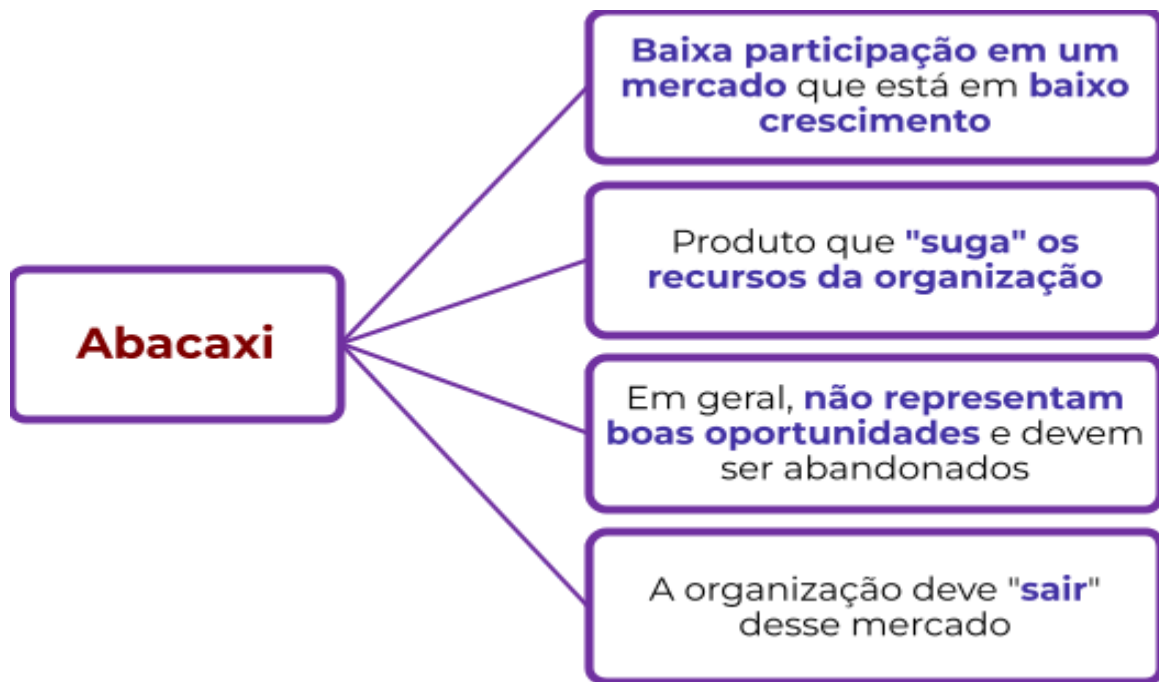 Baixa participação em um
mercado que está em baixo
crescimento
Produto que "suga" os
recursos da organização
Abacaxi
Em geral, não representam
boas oportunidades e devem
ser abandonados
A organização deve "sair"
desse mercado